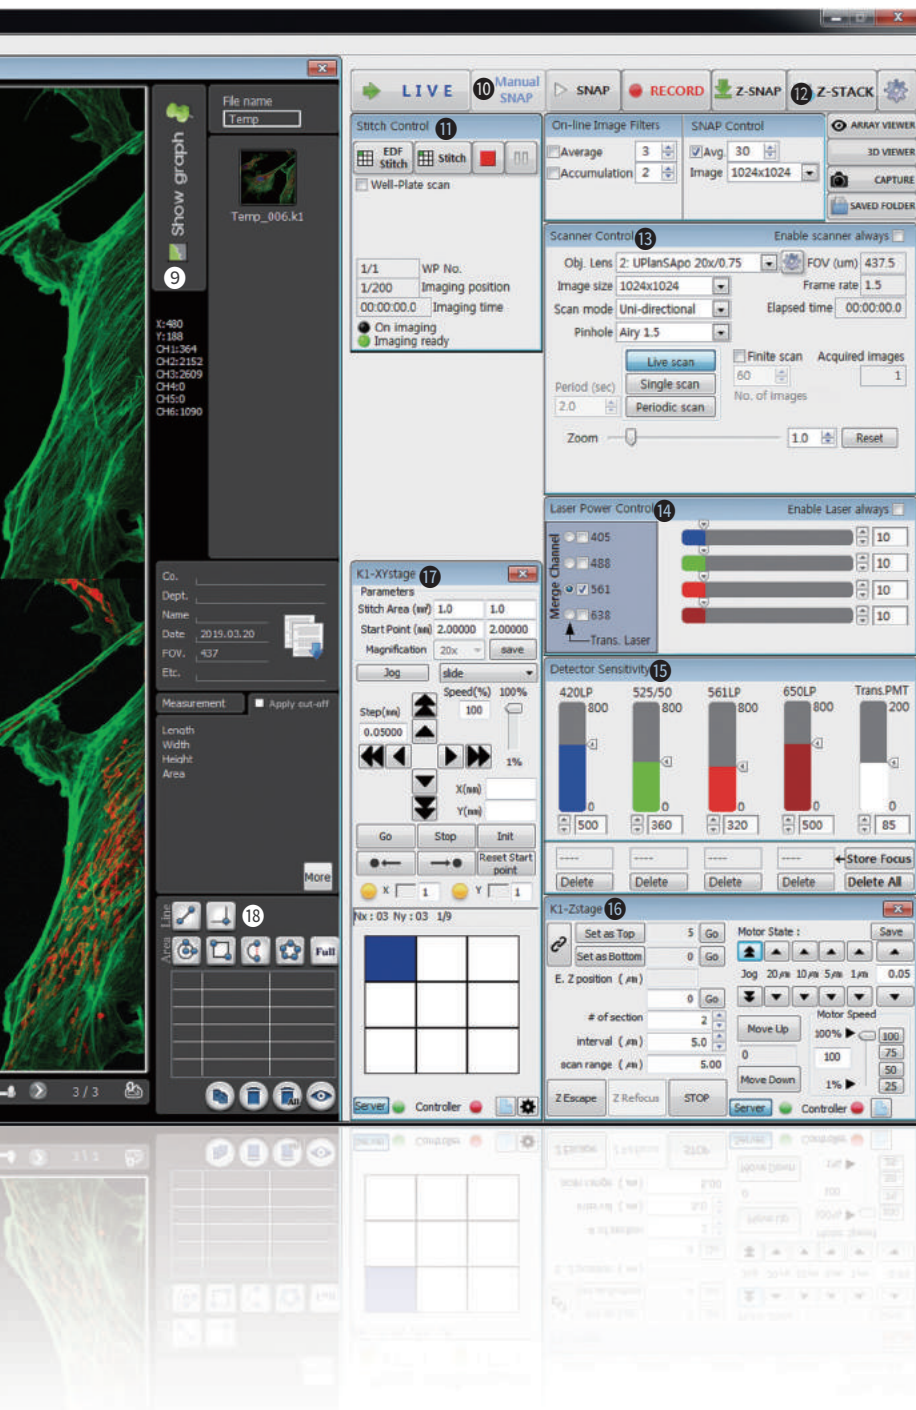 File name
Temp
Show graph
9
Temp_006.k1
X:480
Y:188
CH1:364
CH2:2152
CH3:2609
CH4:0
CH5:0
CH6:1090
Co.
Dept.
Name
Date 2019.03.20
FOV. 437
Etc.
Measurement Apply cut-off
Length
Width
Height
Area
More
Line
18
Area
Full
3 / 3
All
LIVE
10
Manual
SNAP
SNAP
RECORD
Z-SNAP
12
Z-STACK
Stitch Control 11
EDF
Stitch
Stitch
Well-Plate scan
1/1 WP No.
1/200 Imaging position
00:00:00.0 Imaging time
On imaging
Imaging ready
On-line Image Filters
Average 3
Accumulation 2
SNAP Control
Avg. 30
Image 1024x1024
ARRAY VIEWER
3D VIEWER
CAPTURE
SAVED FOLDER
Scanner Control 13 Enable scanner always
Obj. Lens 2: UPlanSApo 20x/0.75 FOV (um) 437.5
Image size 1024x1024 Frame rate 1.5
Scan mode Uni-directional Elapsed time 00:00:00.0
Pinhole Airy 1.5
Live scan
Single scan
Periodic scan
Period (sec)
2.0
Finite scan Acquired images
60 1
No. of images
Zoom 1.0 Reset
Laser Power Control 14 Enable Laser always
Merge Channel
405 10
488 10
561 10
638 10
Trans. Laser
Detector Sensitivity 15
420LP 525/50 561LP 650LP Trans.PMT
800 800 800 800 200
0 0 0 0 0
500 360 320 500 85
---- ---- ---- ---- Store Focus
Delete Delete Delete Delete Delete All
K1-XYstage 17
Parameters
Stitch Area (㎟) 1.0 1.0
Start Point (㎜) 2.00000 2.00000
Magnification 20x save
Jog slide
Speed(%) 100%
Step(㎜) 100
0.05000
1%
X(㎜)
Y(㎜)
Go Stop Init
Reset Start
point
X 1 Y 1
Nx : 03 Ny : 03 1/9
Server Controller
K1-Zstage 16
Set as Top 5 Go
Set as Bottom 0 Go
E. Z position (㎛)
0 Go
# of section 2
interval (㎛) 5.0
scan range (㎛) 5.00
Z Escape Z Refocus STOP
Motor State : Save
Jog 20㎛ 10㎛ 5㎛ 1㎛ 0.05
Motor Speed
Move Up 100% 100
0 100 75
50
Move Down 1% 25
Server Controller